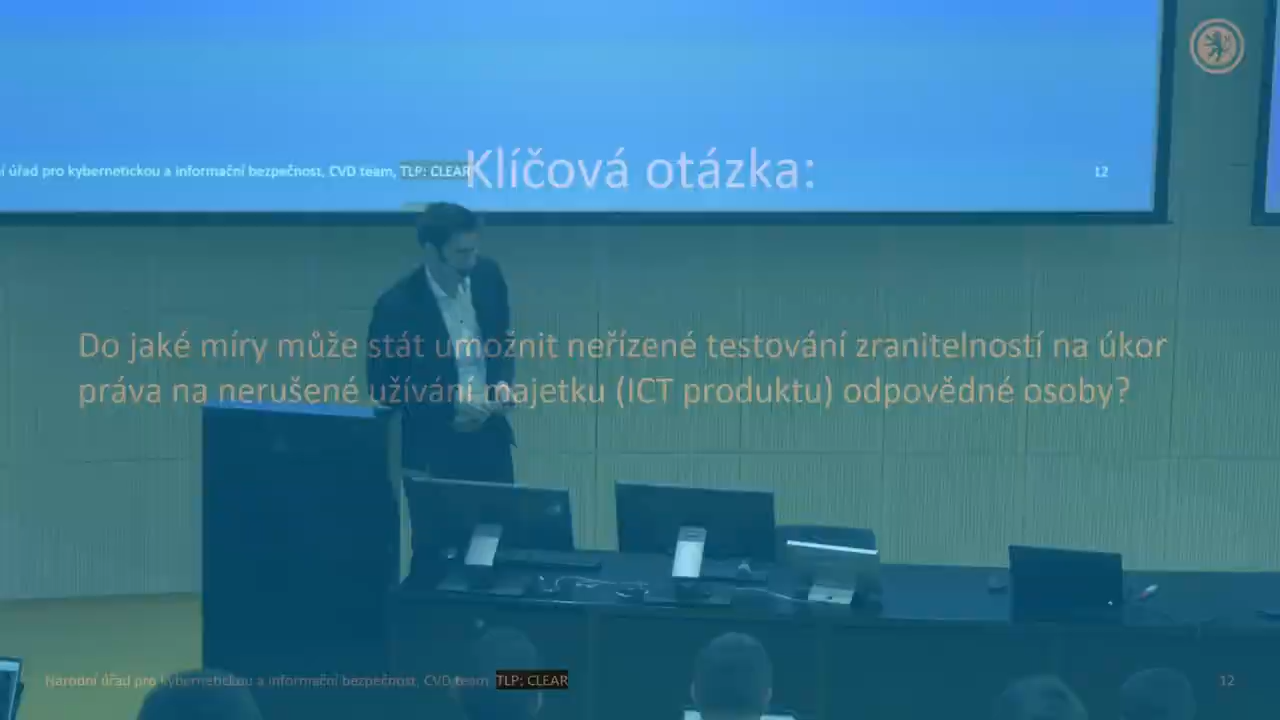 í úřad pro kybernetickou a informační bezpečnost, CVD team, TLP: CLEAR 12
Klíčová otázka:
Do jaké míry může stát umožnit neřízené testování zranitelností na úkor
práva na nerušené užívání majetku (ICT produktu) odpovědné osoby?
Národní úřad pro kybernetickou a informační bezpečnost, CVD team, TLP: CLEAR 12